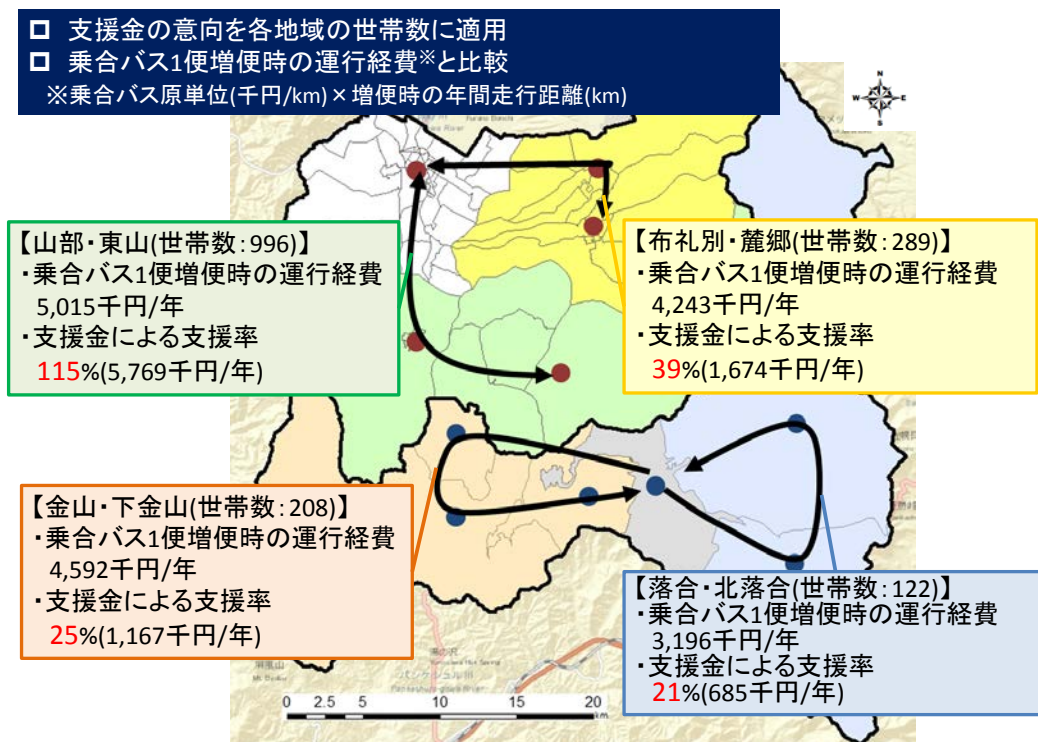 支援金の意向を各地域の世帯数に適用
乗合バス1便増便時の運行経費※と比較
※乗合バス原単位(千円/km)×増便時の年間走行距離(km)
N
W
E
S
【山部・東山(世帯数:996)】
・乗合バス1便増便時の運行経費
5,015千円/年
・支援金による支援率
115%(5,769千円/年)
【布礼別・麓郷(世帯数:289)】
・乗合バス1便増便時の運行経費
4,243千円/年
・支援金による支援率
39%(1,674千円/年)
【金山・下金山(世帯数:208)】
・乗合バス1便増便時の運行経費
4,592千円/年
・支援金による支援率
25%(1,167千円/年)
【落合・北落合(世帯数:122)】
・乗合バス1便増便時の運行経費
3,196千円/年
・支援金による支援率
21%(685千円/年)
0 2.5 5 10 15 20
km